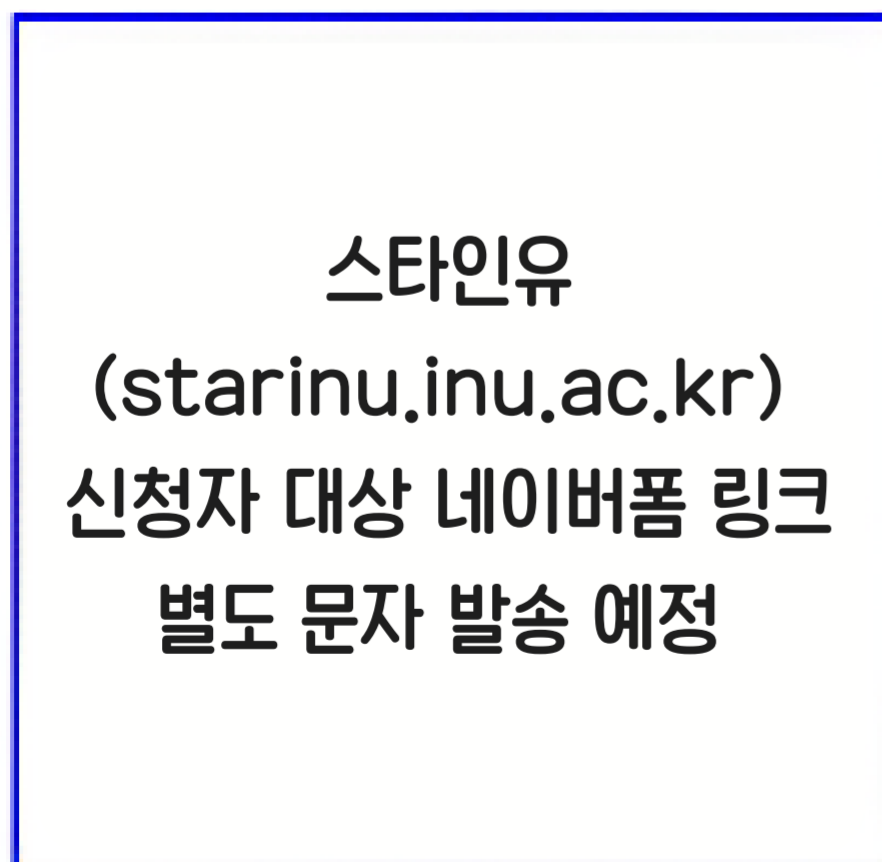 스타인유
(starinu.inu.ac.kr)
신청자 대상 네이버폼 링크
별도 문자 발송 예정